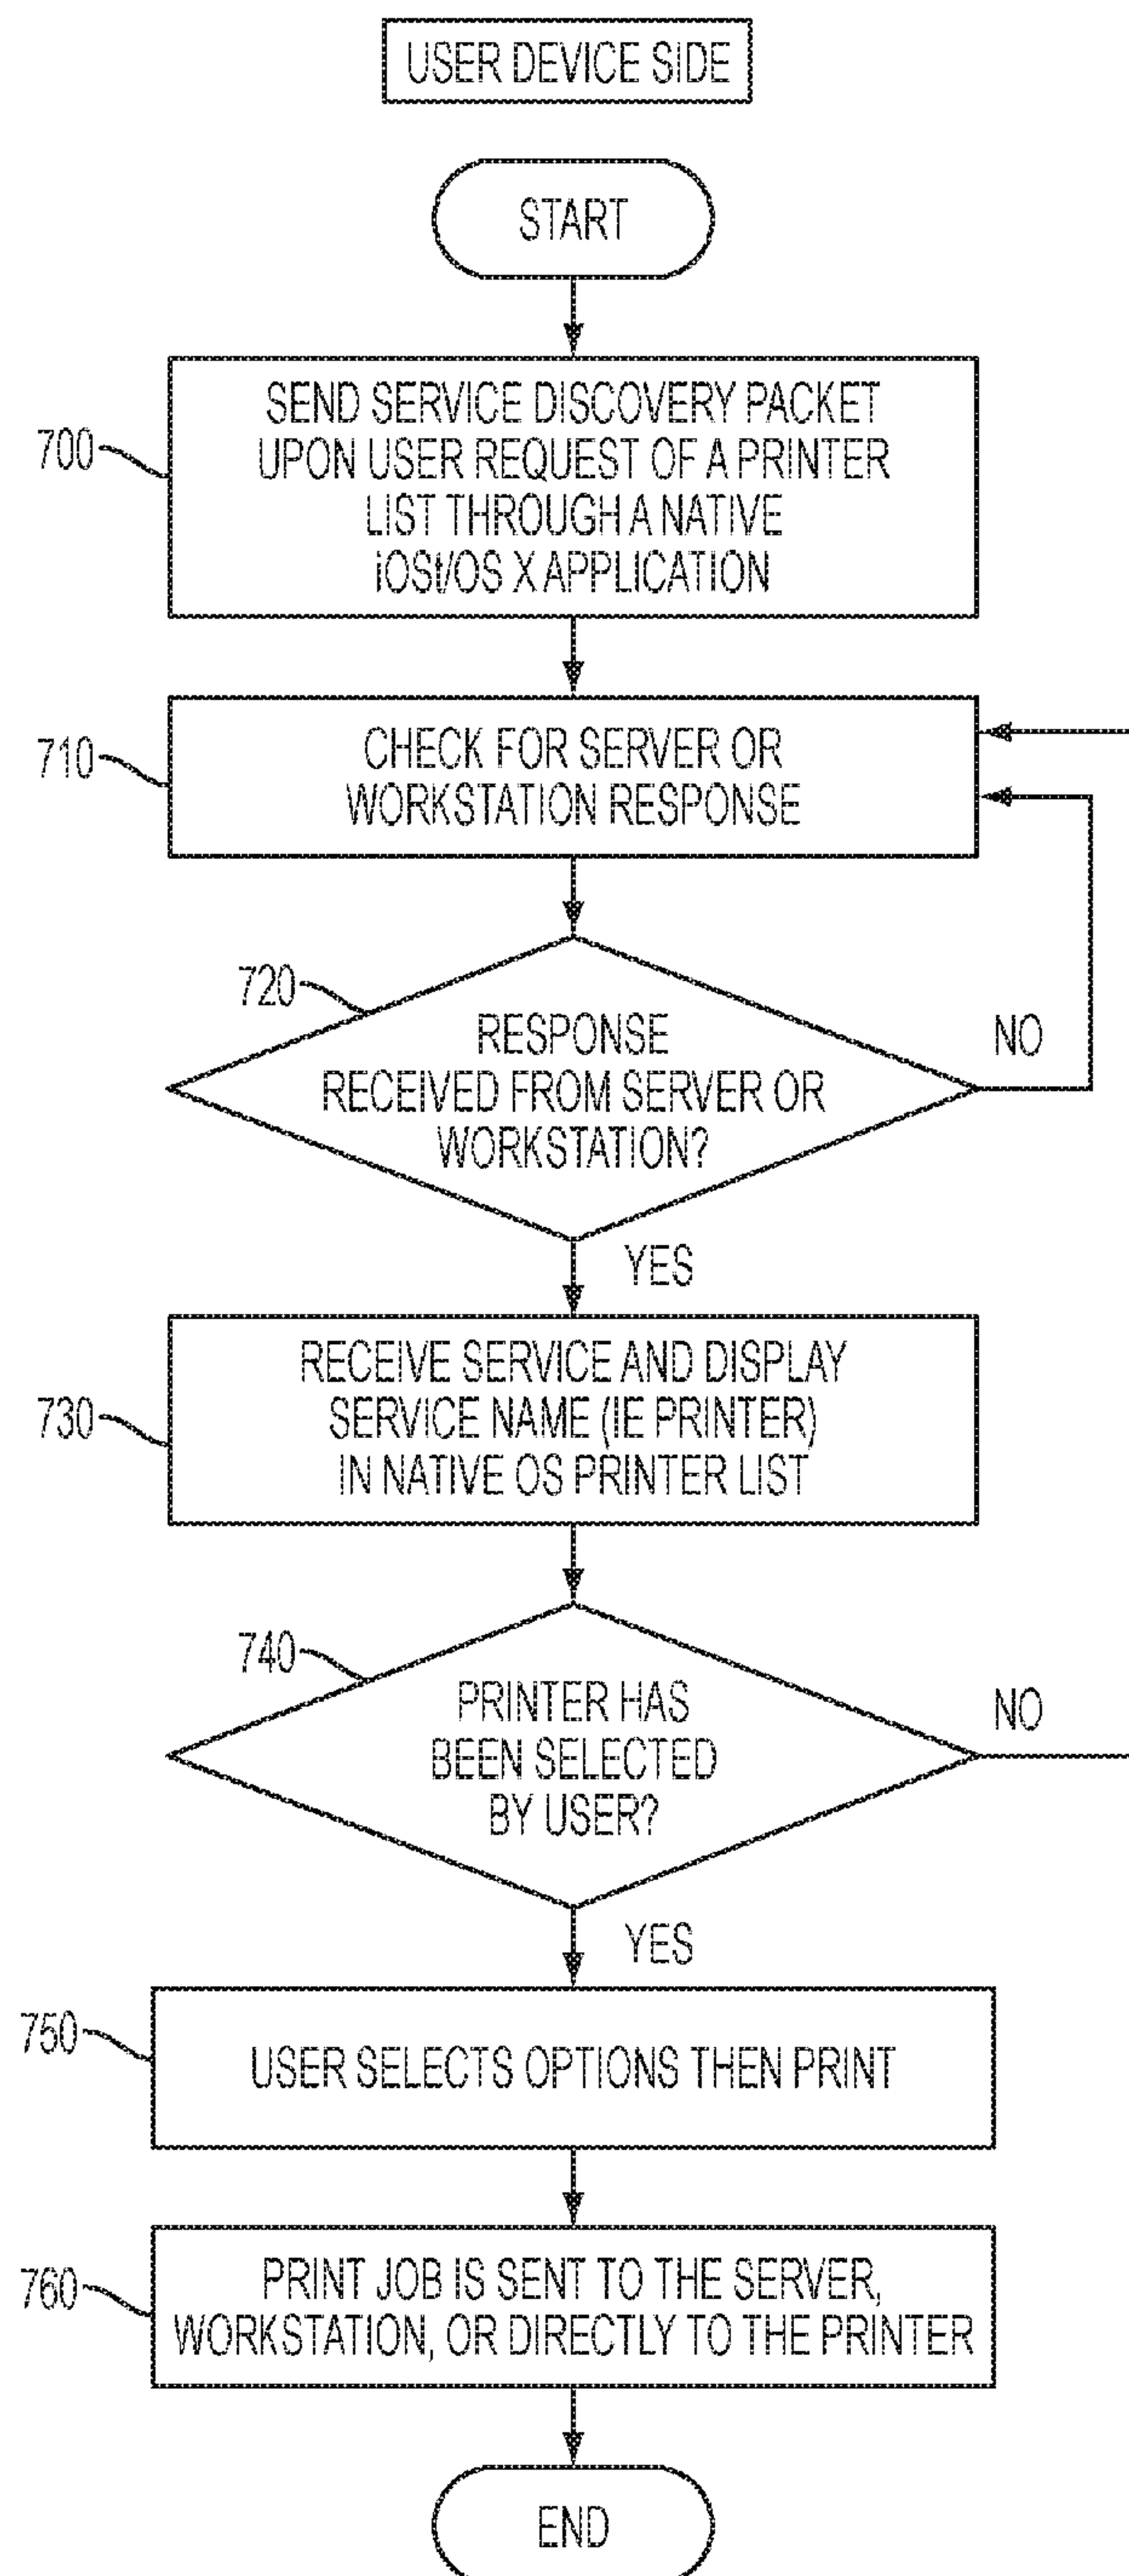 USER DEVICE SIDE
START
700
SEND SERVICE DISCOVERY PACKET
UPON USER REQUEST OF A PRINTER
LIST THROUGH A NATIVE
iOSt/OS X APPLICATION
710
CHECK FOR SERVER OR
WORKSTATION RESPONSE
720
RESPONSE
RECEIVED FROM SERVER OR
WORKSTATION?
NO
YES
730
RECEIVE SERVICE AND DISPLAY
SERVICE NAME (IE PRINTER)
IN NATIVE OS PRINTER LIST
740
PRINTER HAS
BEEN SELECTED
BY USER?
NO
YES
750
USER SELECTS OPTIONS THEN PRINT
760
PRINT JOB IS SENT TO THE SERVER,
WORKSTATION, OR DIRECTLY TO THE PRINTER
END